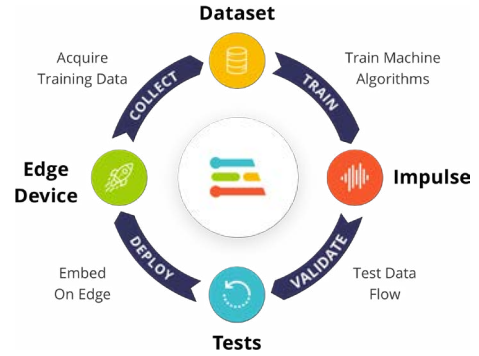 Dataset
Acquire
Training Data
COLLECT
TRAIN
Train Machine
Algorithms
Edge
Device
Impulse
DEPLOY
VALIDATE
Embed
On Edge
Test Data
Flow
Tests